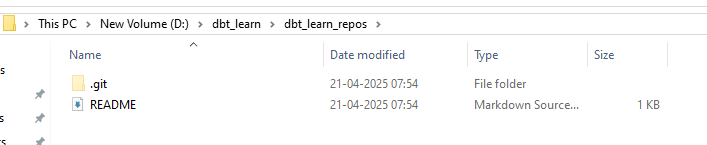 This PC > New Volume (D:) > dbt_learn > dbt_learn_repos >
Name Date modified Type Size
.git 21-04-2025 07:54 File folder
README 21-04-2025 07:54 Markdown Source... 1 KB